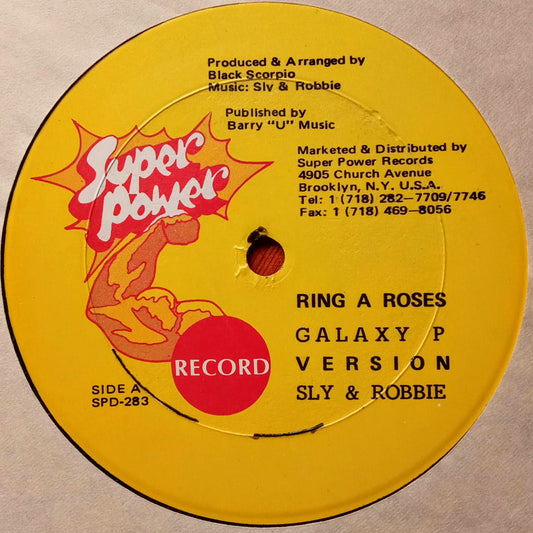 Produced & Arranged by
Black Scorpio
Music: Sly & Robbie
Published by
Barry "U" Music
Marketed & Distributed by
Super Power Records
4905 Church Avenue
Brooklyn, N.Y. U.S.A.
Tel: 1 (718) 282–7709/7746
Fax: 1 (718) 469–8056
Super
Power
RECORD
SIDE A
SPD-283
RING A ROSES
GALAXY P
VERSION
SLY & ROBBIE